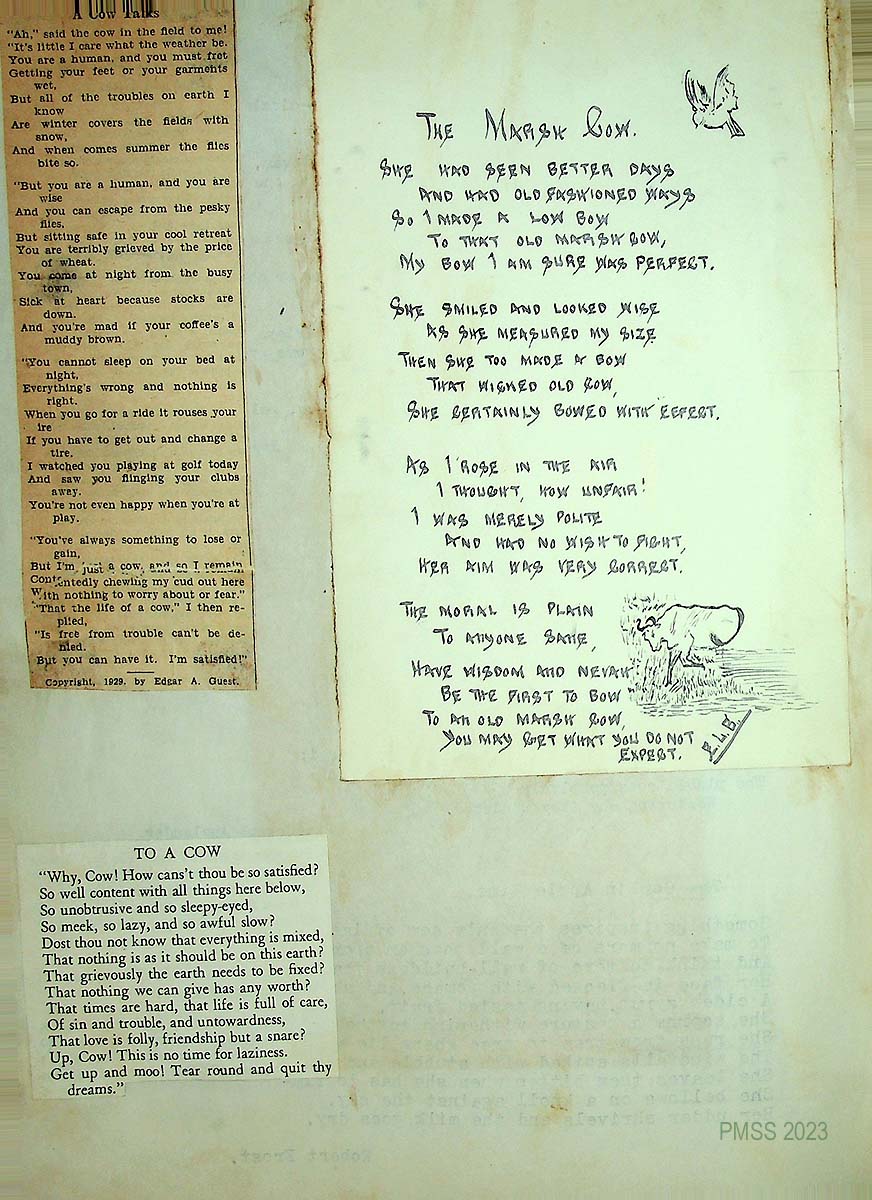 A Cow Talks
"Ah," said the cow in the field to me!
"It's little I care what the weather be.
You are a human, and you must fret
Getting your feet or your garments
wet,
But all of the troubles on earth I
know
Are winter covers the fields with
snow,
And when comes summer the flies
bite so.
"But you are a human, and you are
wise
And you can escape from the pesky
flies,
But sitting safe in your cool retreat
You are terribly grieved by the price
of wheat.
You come at night from the busy
town,
Sick at heart because stocks are
down.
And you're mad if your coffee's a
muddy brown.
"You cannot sleep on your bed at
night,
Everything's wrong and nothing is
right.
When you go for a ride it rouses your
ire
If you have to get out and change a
tire.
I watched you playing at golf today
And saw you flinging your clubs
away.
You're not even happy when you're at
play.
"You've always something to lose or
gain,
But I'm just a cow, and so I remain
Contentedly chewing my cud out here
With nothing to worry about or fear."
"That the life of a cow," I then re-
plied,
"Is free from trouble can't be de-
nied.
But you can have it. I'm satisfied!"
Copyright, 1929, by Edgar A. Guest.
THE MARSH COW.
SHE HAD SEEN BETTER DAYS
AND HAD OLD FASHIONED WAYS
SO I MADE A LOW BOW
TO THAT OLD MARSH COW,
MY BOW I AM SURE WAS PERFECT.
SHE SMILED AND LOOKED WISE
AS SHE MEASURED MY SIZE
THEN SHE TOO MADE A BOW
THAT WICKED OLD COW,
SHE CERTAINLY BOWED WITH EFFECT.
AS I ROSE IN THE AIR
I THOUGHT, HOW UNFAIR!
I WAS MERELY POLITE
AND HAD NO WISH TO FIGHT,
HER AIM WAS VERY CORRECT.
THE MORAL IS PLAIN
TO ANYONE SANE,
HAVE WISDOM AND NEVAH
BE THE FIRST TO BOW
TO AN OLD MARSH COW,
YOU MAY GET WHAT YOU DO NOT
EXPECT.
TO A COW
"Why, Cow! How cans't thou be so satisfied?
So well content with all things here below,
So unobtrusive and so sleepy-eyed,
So meek, so lazy, and so awful slow?
Dost thou not know that everything is mixed,
That nothing is as it should be on this earth?
That grievously the earth needs to be fixed?
That nothing we can give has any worth?
That times are hard, that life is full of care,
Of sin and trouble, and untowardness,
That love is folly, friendship but a snare?
Up, Cow! This is no time for laziness.
Get up and moo! Tear round and quit thy
dreams."
PMSS 2023